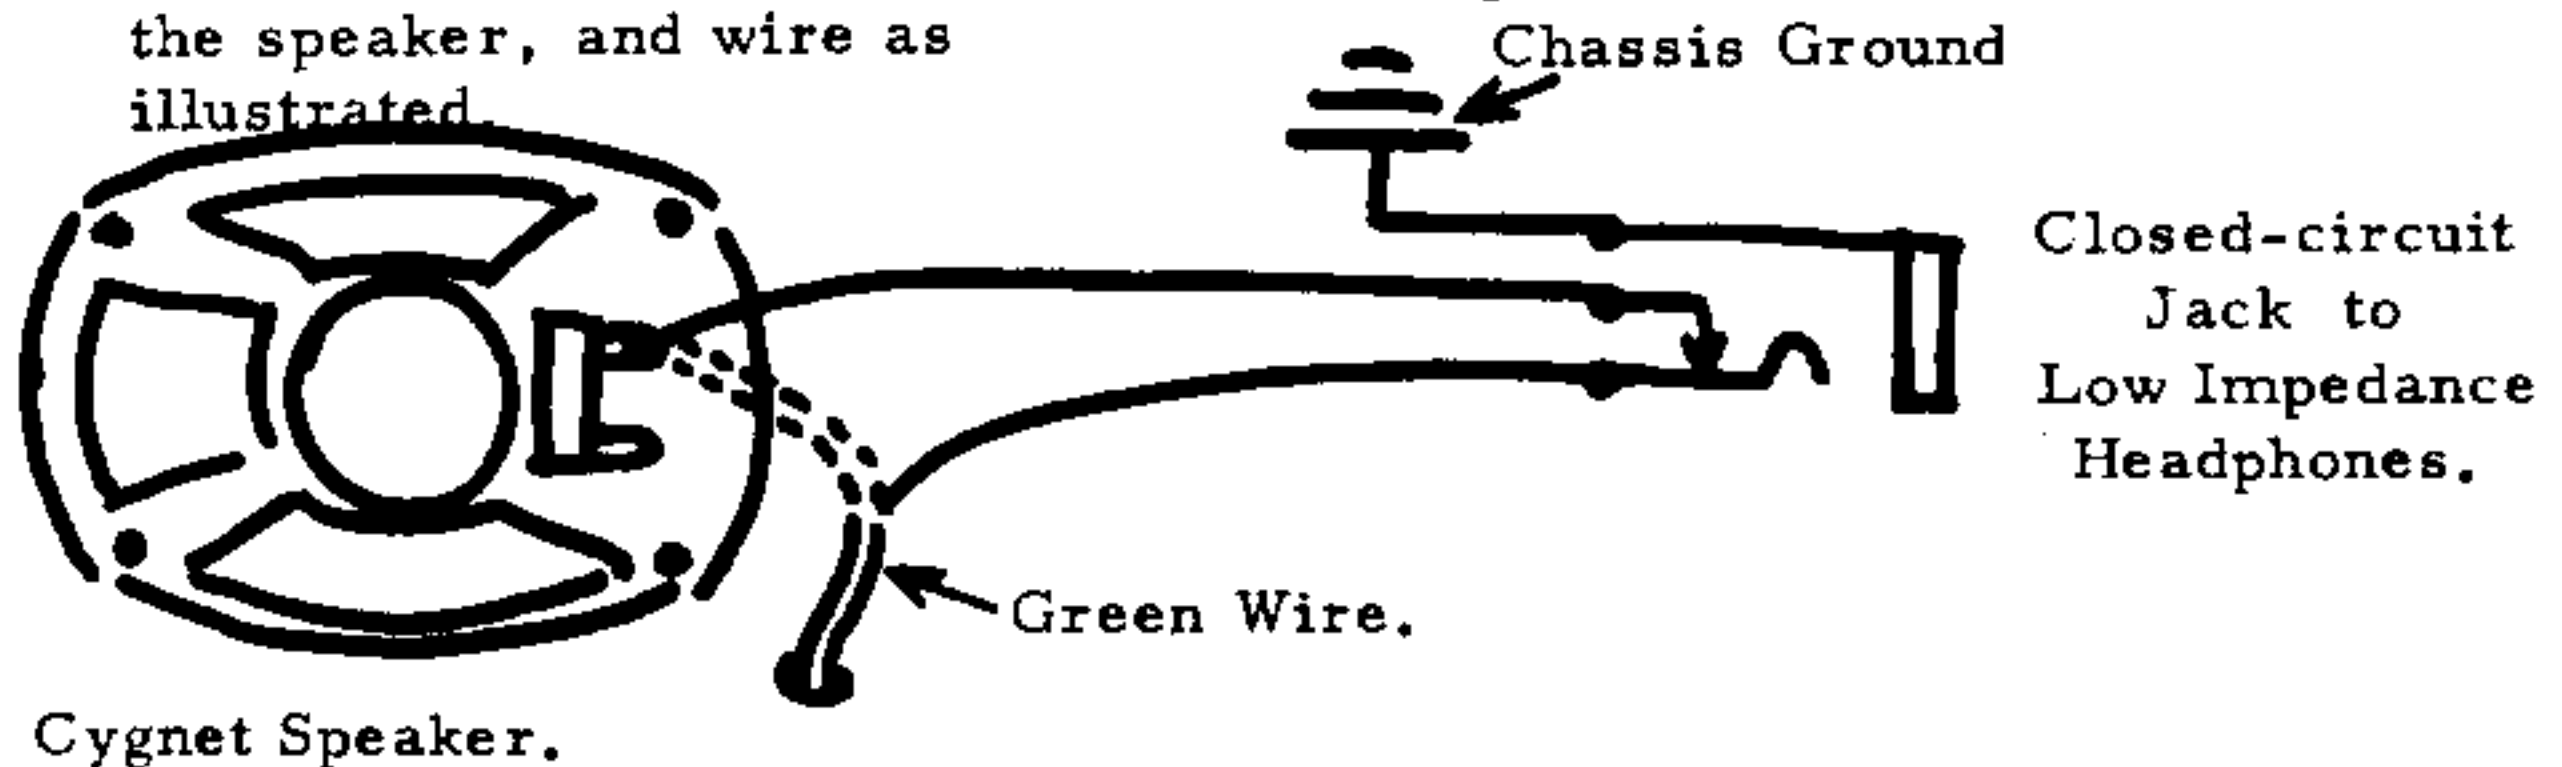 the speaker, and wire as
illustrated.
Chassis Ground
Closed-circuit
Jack to
Low Impedance
Headphones.
Green Wire.
Cygnet Speaker.